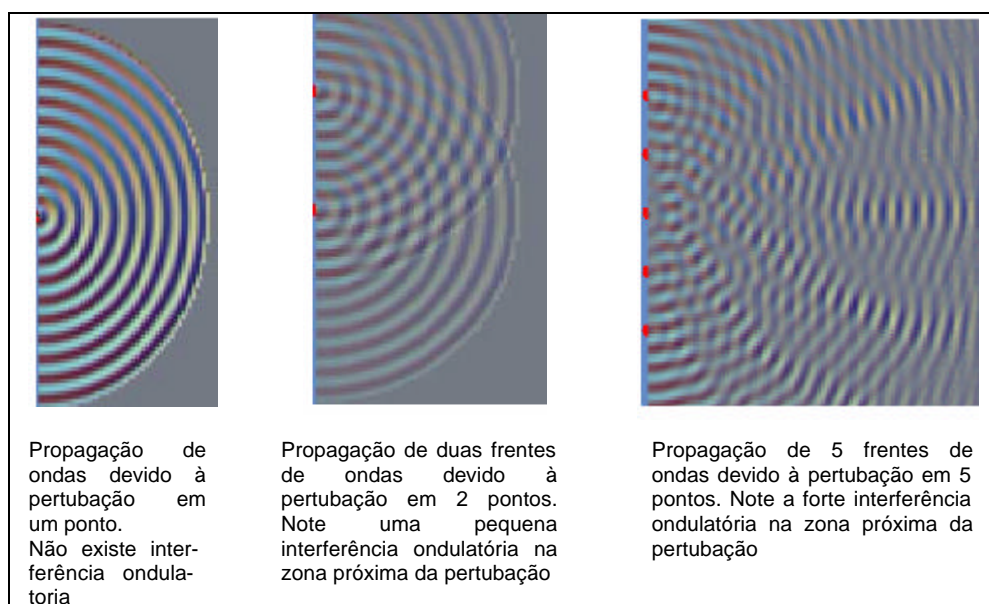 Propagação de
ondas devido à
pertubação em
um ponto.
Não existe inter-
ferência ondula-
toria
Propagação de duas frentes
de ondas devido à
pertubação em 2 pontos.
Note uma pequena
interferência ondulatória na
zona próxima da pertubação
Propagação de 5 frentes de
ondas devido à pertubação em 5
pontos. Note a forte interferência
ondulatória na zona próxima da
pertubação